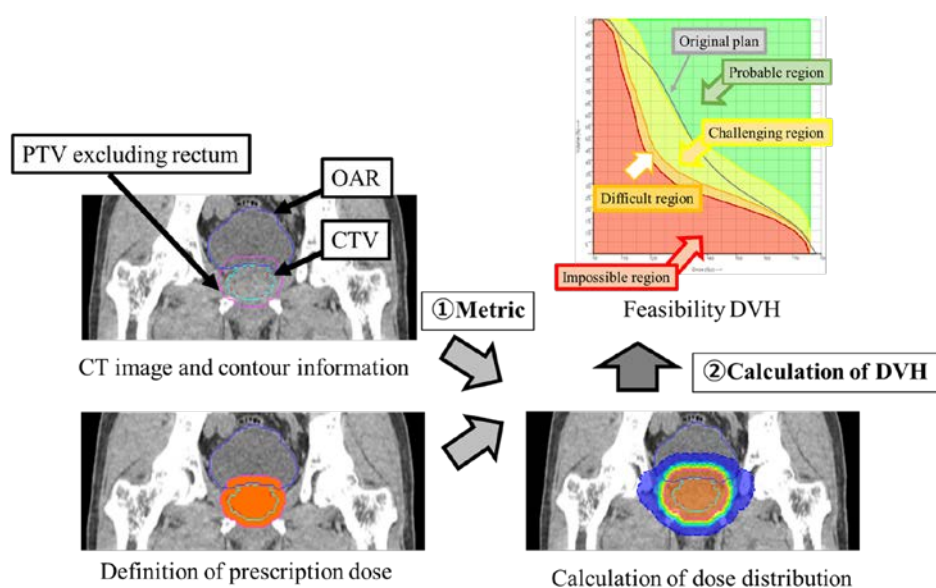 Original plan
Probable region
Challenging region
Difficult region
Impossible region
Feasibility DVH
PTV excluding rectum
OAR
CTV
CT image and contour information
①Metric
②Calculation of DVH
Definition of prescription dose
Calculation of dose distribution